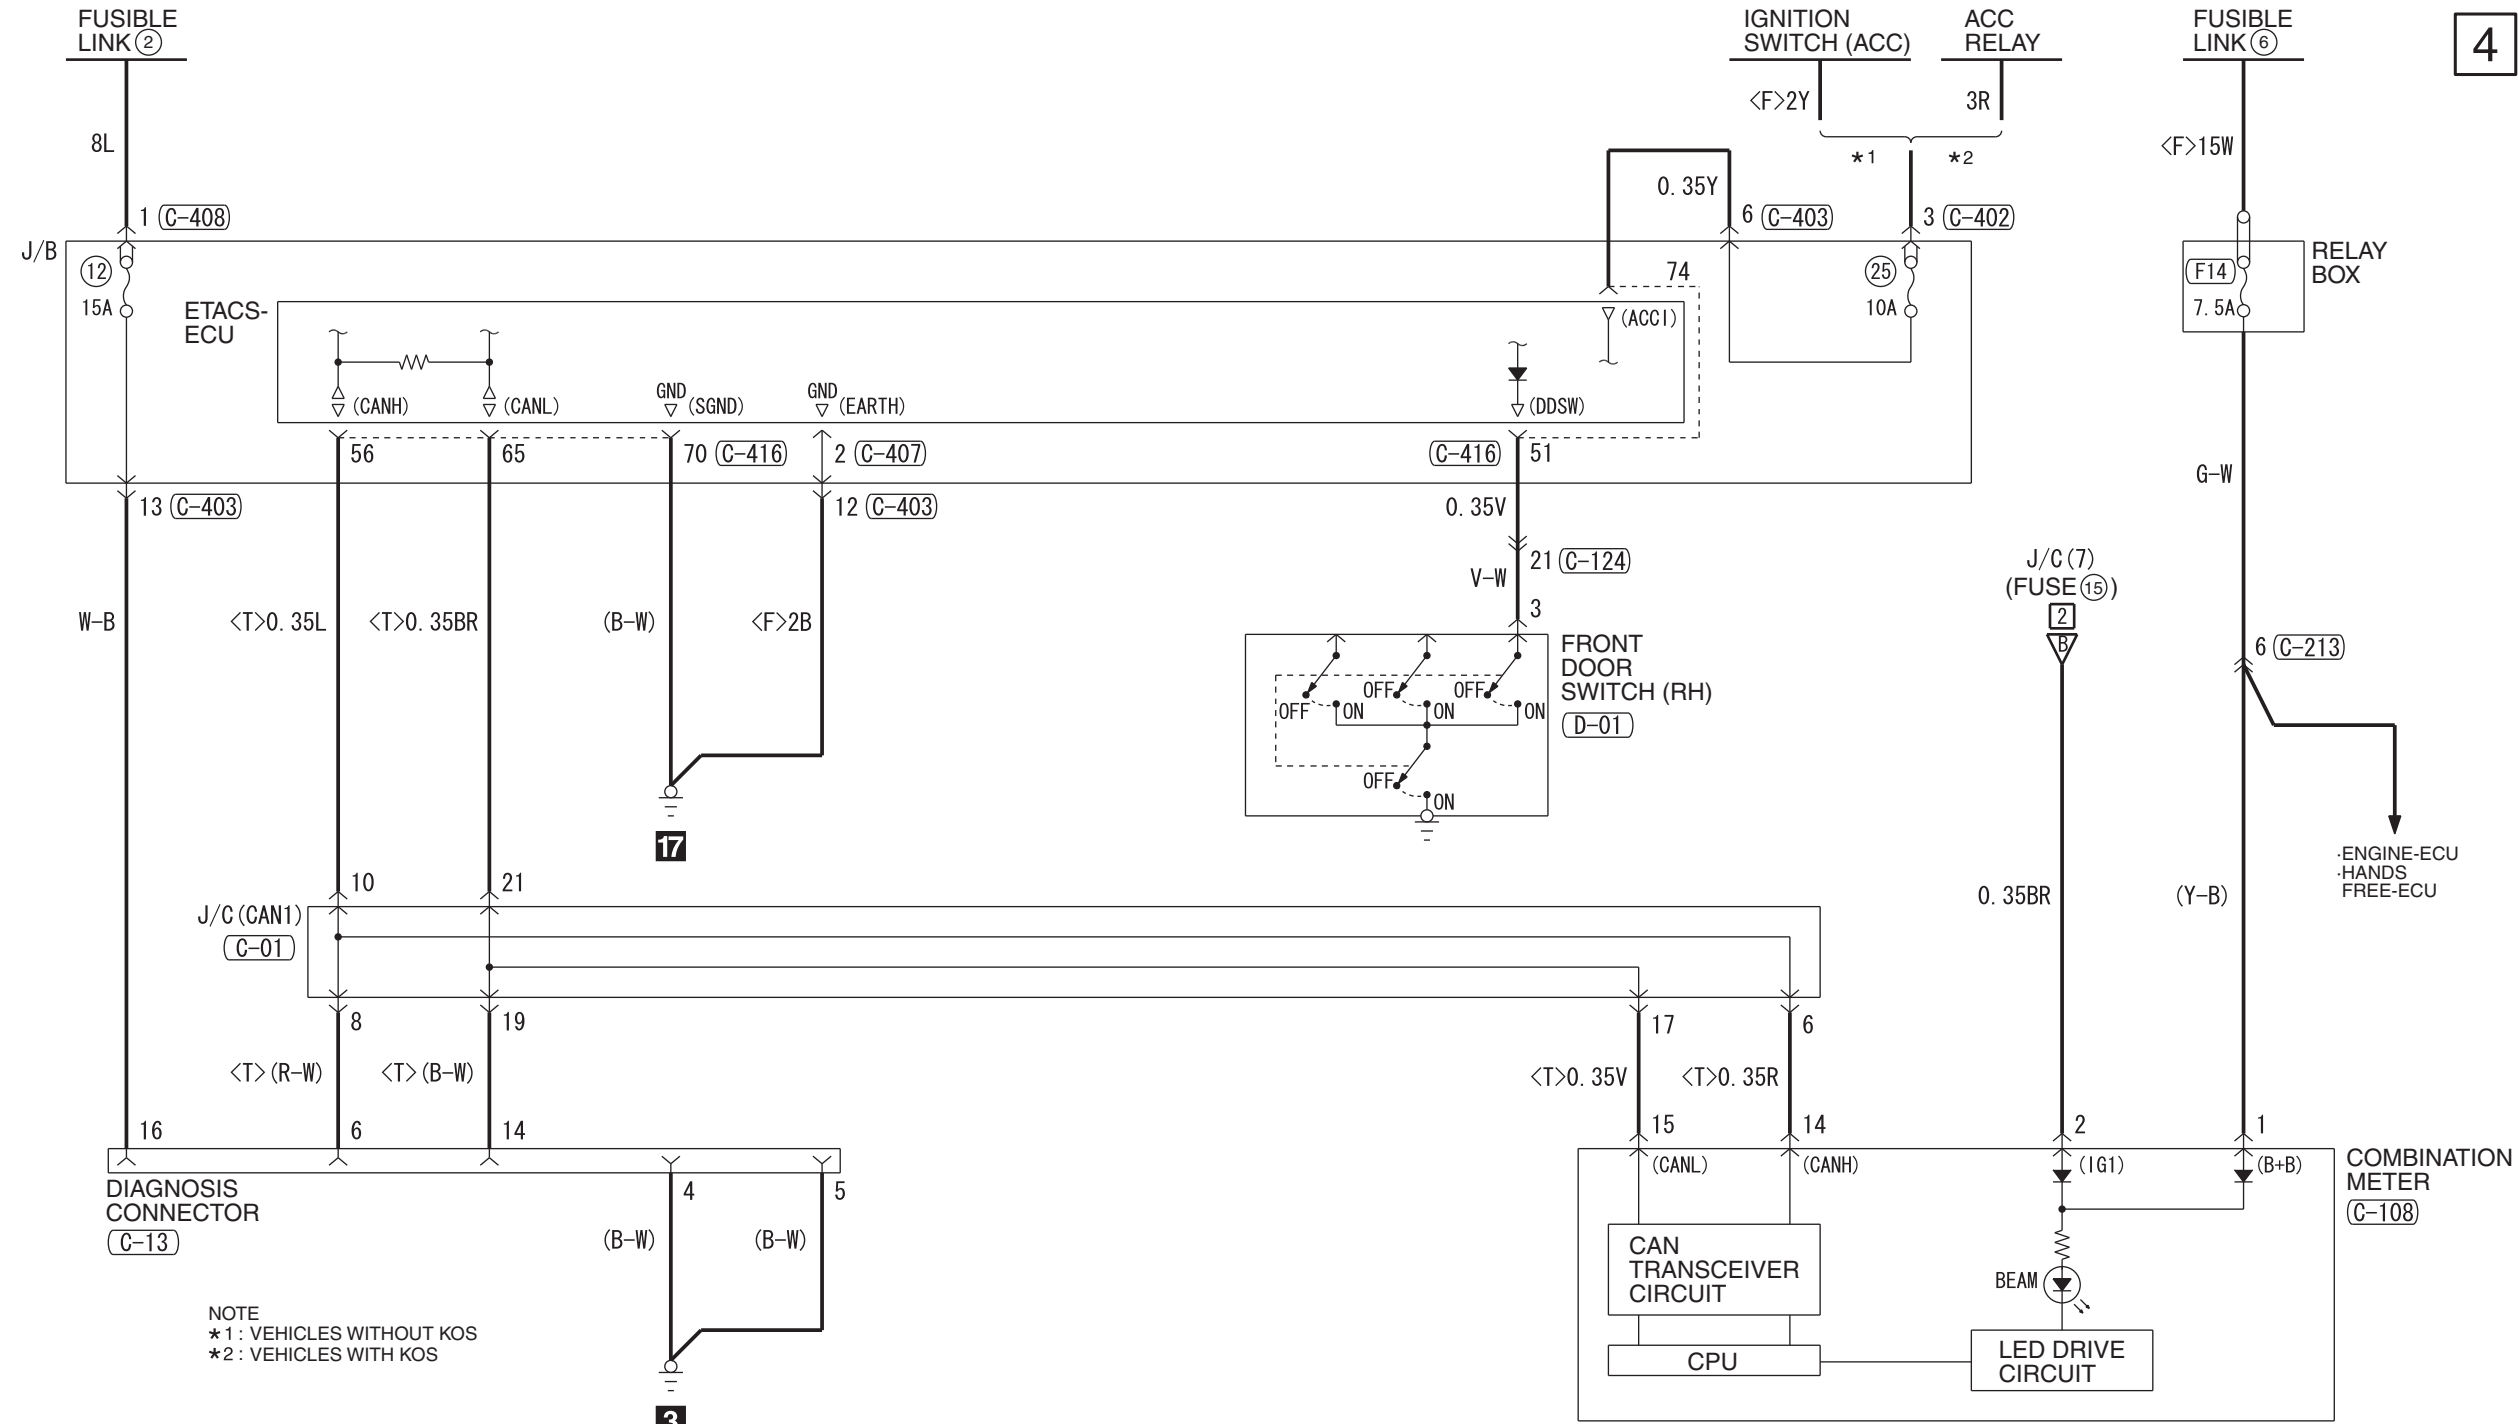 FUSIBLE
LINK ②
IGNITION
SWITCH (ACC)
ACC
RELAY
FUSIBLE
LINK ⑥
4
<F>2Y
3R
8L
<F>15W
*1
*2
0.35Y
1 C-408
6 C-403
3 C-402
J/B
RELAY
BOX
⑫
15A
74
㉕
10A
F14
7.5A
ETACS-
ECU
(ACCI)
(CANH)
(CANL)
GND
(SGND)
GND
(EARTH)
(DDSW)
56
65
70 C-416
2 C-407
C-416 51
G-W
13 C-403
12 C-403
0.35V
21 C-124
V-W
3
J/C(7)
(FUSE ⑮)
2
B
W-B
<T>0.35L
<T>0.35BR
(B-W)
<F>2B
FRONT
DOOR
SWITCH (RH)
D-01
OFF
ON
OFF
ON
OFF
ON
OFF
ON
6 C-213
17
·ENGINE-ECU
·HANDS
FREE-ECU
10
21
0.35BR
(Y-B)
J/C(CAN1)
C-01
8
19
17
6
<T>(R-W)
<T>(B-W)
<T>0.35V
<T>0.35R
16
6
14
15
14
2
1
(CANL)
(CANH)
(IG1)
(B+B)
COMBINATION
METER
C-108
DIAGNOSIS
CONNECTOR
C-13
4
5
(B-W)
(B-W)
CAN
TRANSCEIVER
CIRCUIT
BEAM
CPU
LED DRIVE
CIRCUIT
NOTE
*1 : VEHICLES WITHOUT KOS
*2 : VEHICLES WITH KOS
3